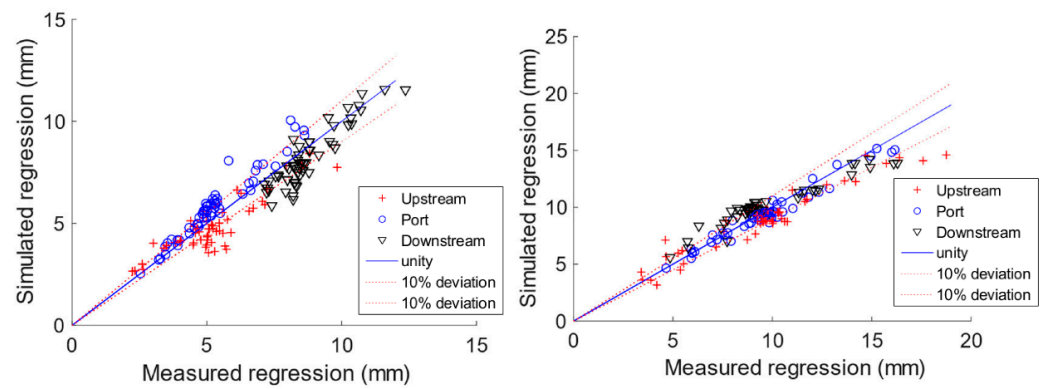 15
10
5
0
0
5
10
15
Simulated regression (mm)
Measured regression (mm)
Upstream
Port
Downstream
unity
10% deviation
10% deviation
25
20
15
10
5
0
0
5
10
15
20
Simulated regression (mm)
Measured regression (mm)
Upstream
Port
Downstream
unity
10% deviation
10% deviation